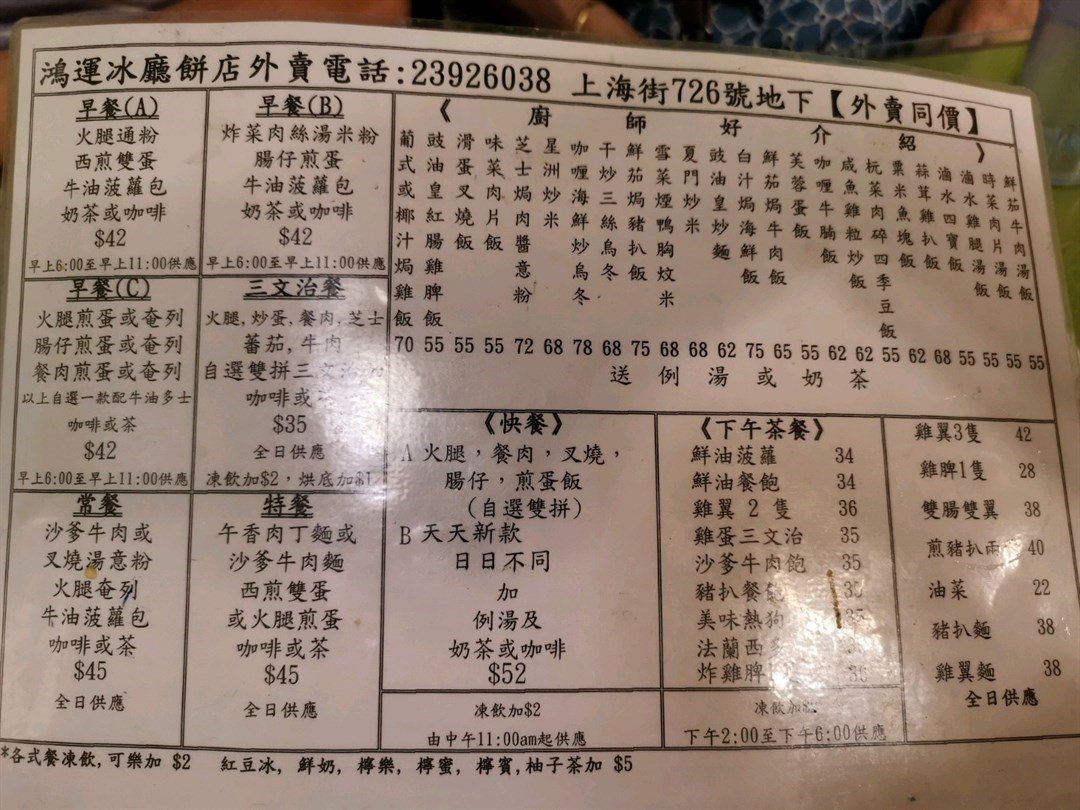 鴻運冰廳餅店外賣電話:23926038 上海街726號地下【外賣同價】
早餐(A)
火腿通粉
西煎雙蛋
牛油菠蘿包
奶茶或咖啡
$42
早上6:00至早上11:00供應
早餐(B)
炸菜肉絲湯米粉
腸仔煎蛋
牛油菠蘿包
奶茶或咖啡
$42
早上6:00至早上11:00供應
早餐(C)
火腿煎蛋或奄列
腸仔煎蛋或奄列
餐肉煎蛋或奄列
以上自選一款配牛油多士
咖啡或茶
$42
早上6:00至早上11:00供應
三文治餐
火腿,炒蛋,餐肉,芝士
蕃茄,牛肉
自選雙拼三文治加
咖啡或
$35
全日供應
凍飲加$2，烘底加$1
常餐
沙爹牛肉或
叉燒湯意粉
火腿奄列
牛油菠蘿包
咖啡或茶
$45
全日供應
特餐
午香肉丁麵或
沙爹牛肉麵
西煎雙蛋
或火腿煎蛋
咖啡或茶
$45
全日供應
《廚師好介紹》
葡式或椰汁焗雞飯
豉油皇紅腸雞脾飯
滑蛋叉燒飯
味菜肉片飯
芝士焗肉醬意粉
星洲炒米
咖喱海鮮炒烏冬
干炒三絲烏冬
鮮茄焗豬扒飯
雪菜煙鴨胸炆米
夏門炒米
豉油皇炒麵
白汁焗海鮮飯
鮮茄焗牛肉飯
芙蓉蛋飯
咖喱牛腩飯
咸魚雞粒炒飯
杬菜肉碎四季豆飯
粟米魚塊飯
蒜茸雞扒飯
滷水四寶飯
滷水雞腿湯飯
時菜肉片湯飯
鮮茄牛肉湯飯
70 55 55 55 72 68 78 68 75 68 68 62 75 65 55 62 62 55 62 68 55 55 55 55
送例湯或奶茶
《快餐》
A 火腿，餐肉，叉燒，
腸仔，煎蛋飯
(自選雙拼)
B 天天新款
日日不同
加
例湯及
奶茶或咖啡
$52
凍飲加$2
由中午11:00am起供應
《下午茶餐》
鮮油菠蘿 34
鮮油餐飽 34
雞翼 2 隻 36
雞蛋三文治 35
沙爹牛肉飽 35
豬扒餐 35
美味熱狗 35
法蘭西多
炸雞脾
凍飲加
下午2:00至下午6:00供應
雞翼3隻 42
雞脾1隻 28
雙腸雙翼 38
煎豬扒兩 40
油菜 22
豬扒麵 38
雞翼麵 38
全日供應
*各式餐凍飲,可樂加 $2 紅豆冰, 鮮奶, 檸樂, 檸蜜, 檸賓,柚子茶加 $5